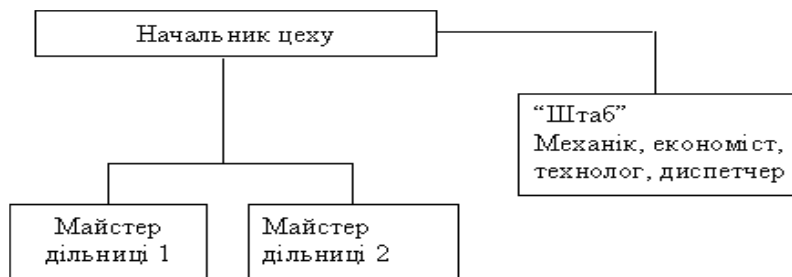 Начальник цеху
“Штаб”
Механік, економіст,
технолог, диспетчер
Майстер
дільниці 1
Майстер
дільниці 2